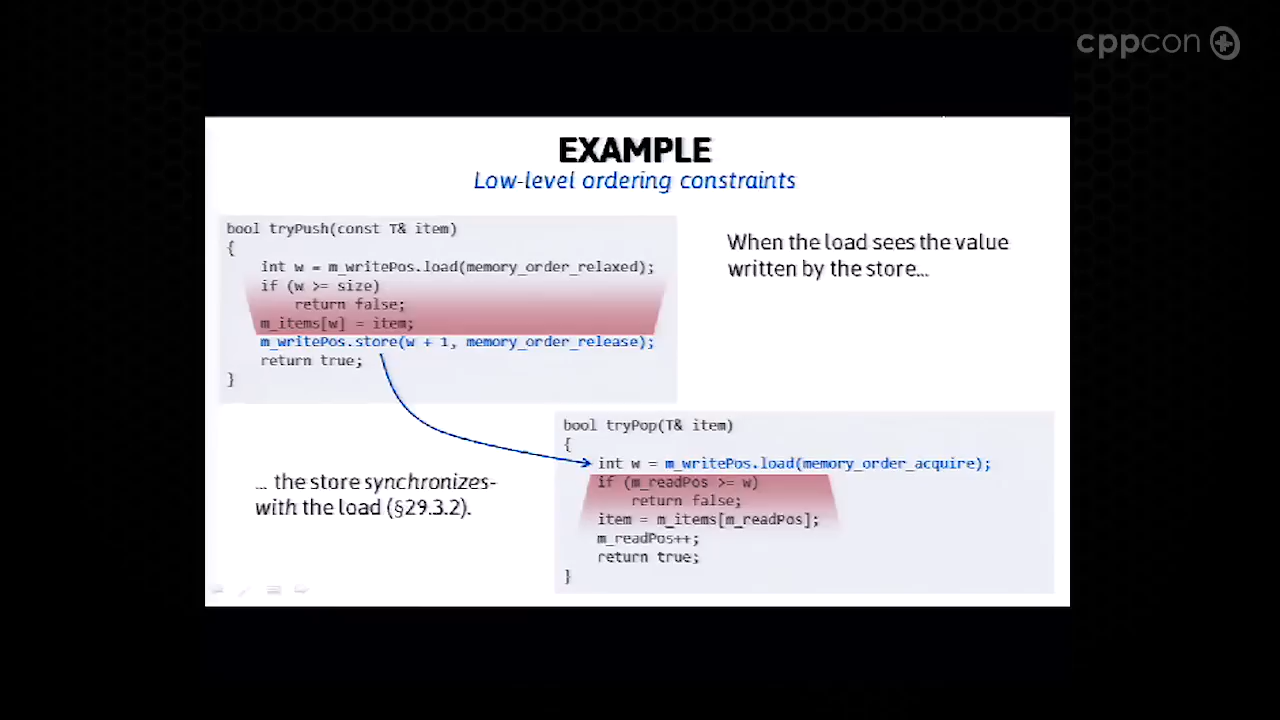 cppcon
EXAMPLE
Low-level ordering constraints
bool tryPush(const T& item)
{
int w = m_writePos.load(memory_order_relaxed);
if (w >= size)
return false;
m_items[w] = item;
m_writePos.store(w + 1, memory_order_release);
return true;
}
When the load sees the value
written by the store…
… the store synchronizes-
with the load (§29.3.2).
bool tryPop(T& item)
{
int w = m_writePos.load(memory_order_acquire);
if (m_readPos >= w)
return false;
item = m_items[m_readPos];
m_readPos++;
return true;
}